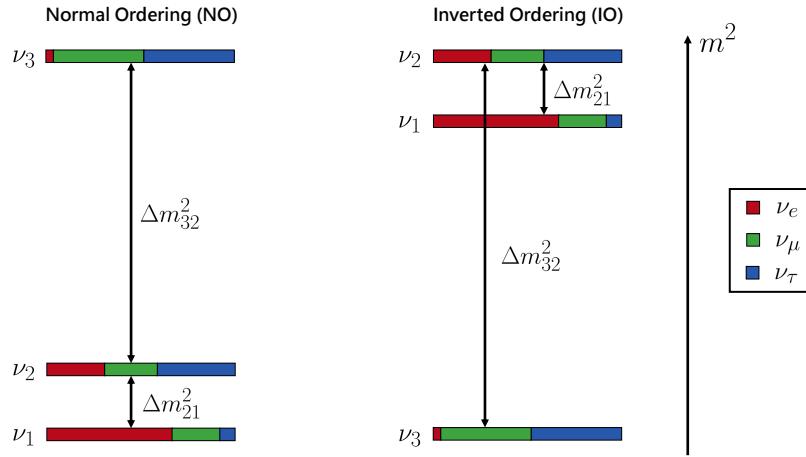 Normal Ordering (NO)
ν₃
Δm²₃₂
ν₂
Δm²₂₁
ν₁
Inverted Ordering (IO)
ν₂
Δm²₂₁
ν₁
Δm²₃₂
ν₃
m²
νₑ
ν_μ
ν_τ